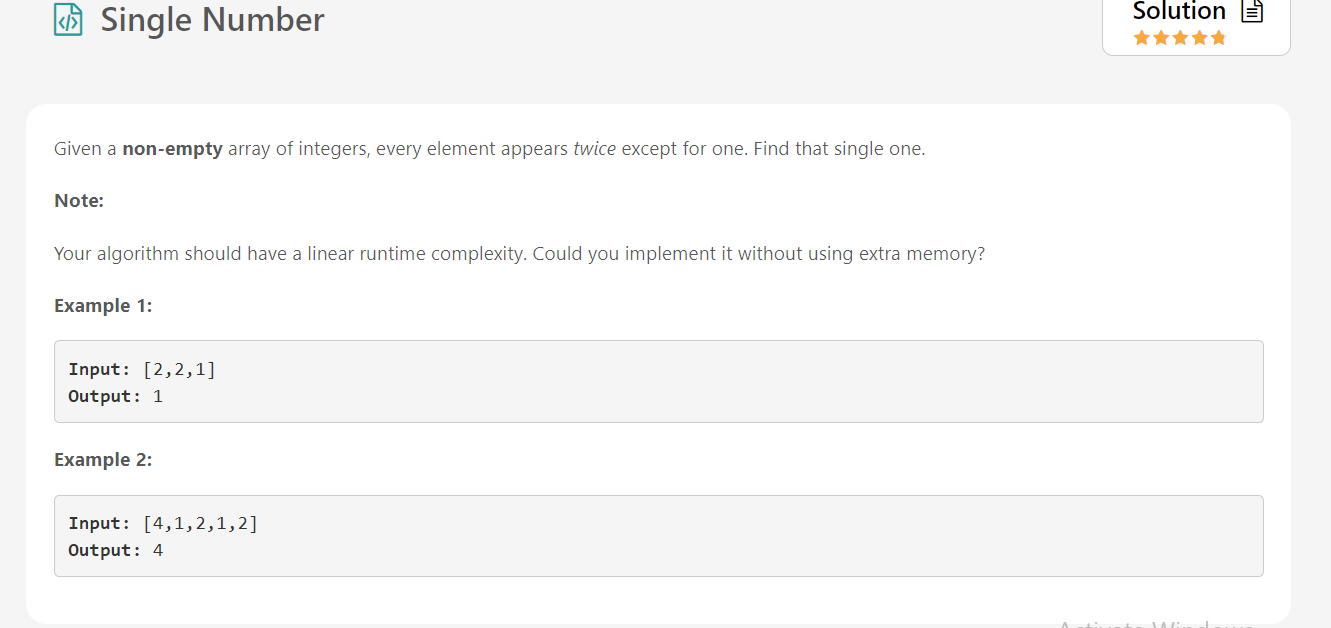 Single Number
Solution
Given a non-empty array of integers, every element appears twice except for one. Find that single one.
Note:
Your algorithm should have a linear runtime complexity. Could you implement it without using extra memory?
Example 1:
Input: [2,2,1]
Output: 1
Example 2:
Input: [4,1,2,1,2]
Output: 4
Activate Windows